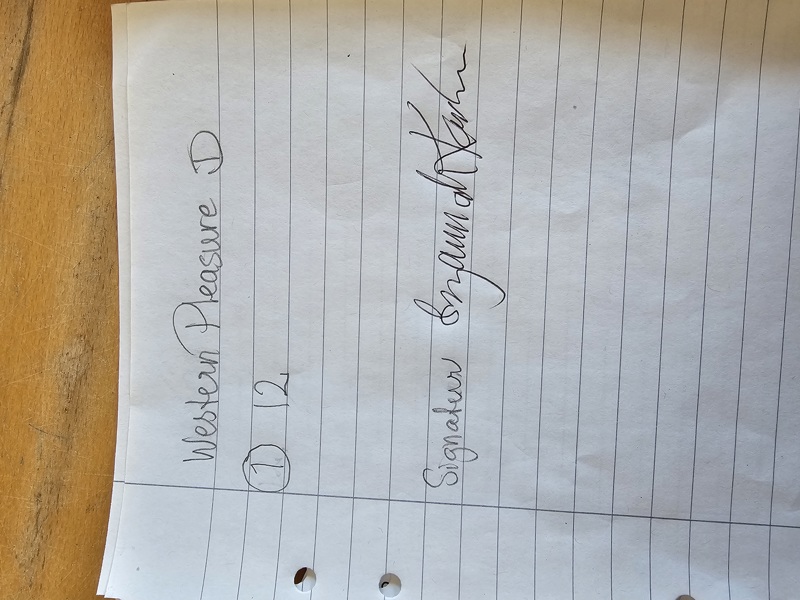 Western Pleasure D
① 12
Signatur